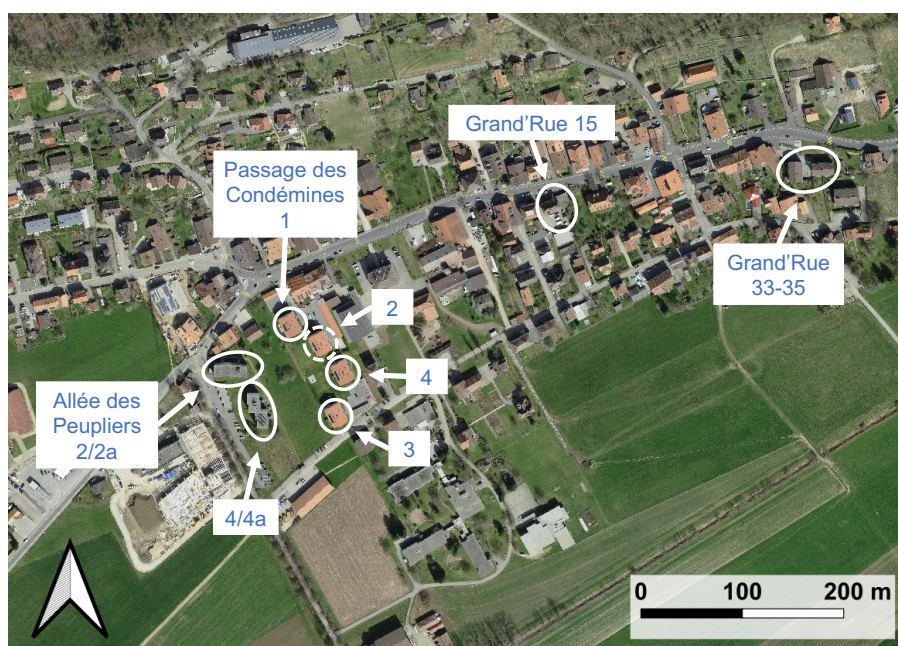 Grand'Rue 15
Passage des
Condémines
1
Grand'Rue
33-35
2
4
Allée des
Peupliers
2/2a
3
4/4a
0 100 200 m